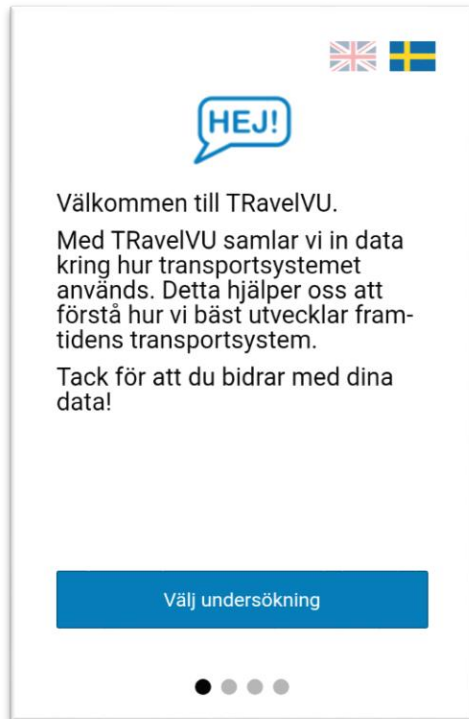 HEJ!
Välkommen till TRavelVU.
Med TRavelVU samlar vi in data
kring hur transportsystemet
används. Detta hjälper oss att
förstå hur vi bäst utvecklar fram-
tidens transportsystem.
Tack för att du bidrar med dina
data!
Välj undersökning